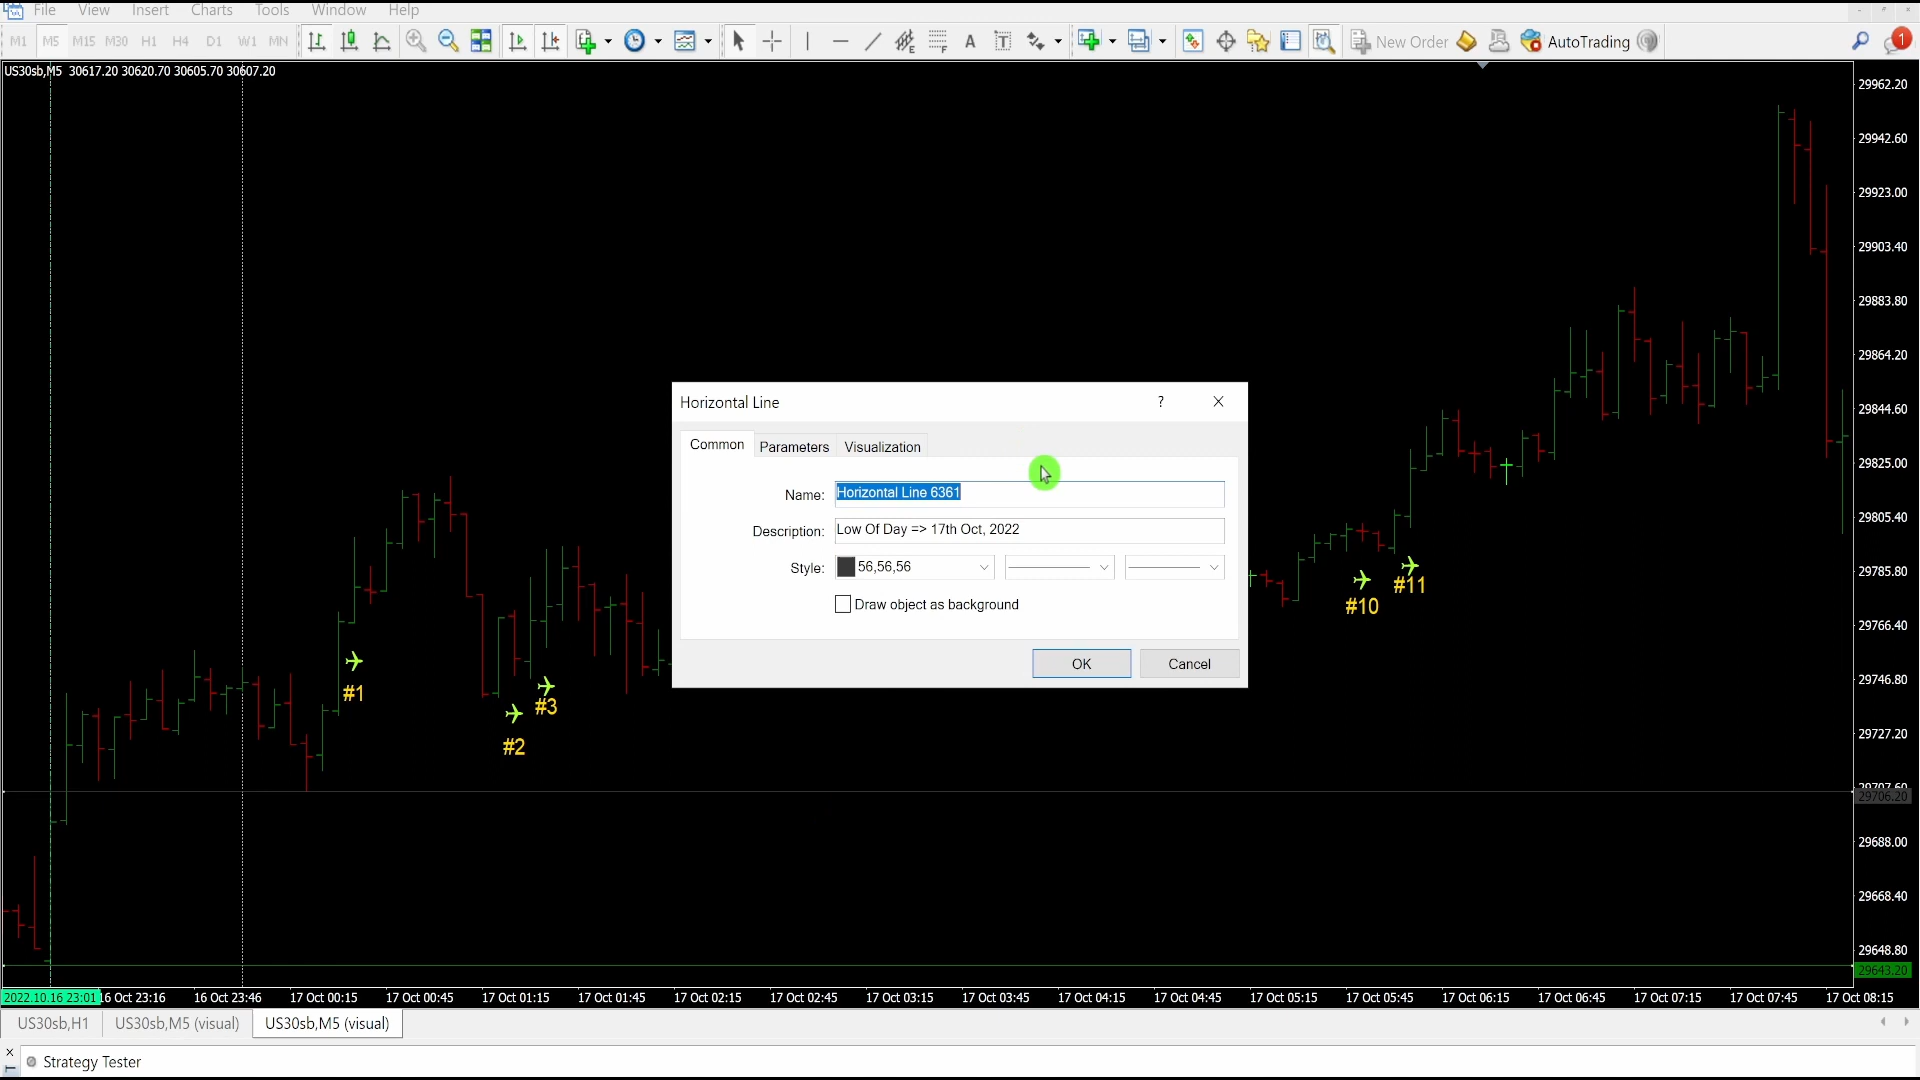 File View Insert Charts Tools Window Help
M1 M5 M15 M30 H1 H4 D1 W1 MN A T New Order AutoTrading 1
US30sb,M5 30617.20 30620.70 30605.70 30607.20
29962.20
29942.60
29923.00
29903.40
29883.80
29864.20
29844.60
29825.00
29805.40
29785.80
29766.40
29746.80
29727.20
29707.60
29706.20
29688.00
29668.40
29648.80
29643.20
Horizontal Line ?
Common Parameters Visualization
Name: Horizontal Line 6361
Description: Low Of Day => 17th Oct, 2022
Style: 56,56,56
Draw object as background
OK Cancel
#1
#2
#3
#10
#11
2022.10.16 23:01 16 Oct 23:16 16 Oct 23:46 17 Oct 00:15 17 Oct 00:45 17 Oct 01:15 17 Oct 01:45 17 Oct 02:15 17 Oct 02:45 17 Oct 03:15 17 Oct 03:45 17 Oct 04:15 17 Oct 04:45 17 Oct 05:15 17 Oct 05:45 17 Oct 06:15 17 Oct 06:45 17 Oct 07:15 17 Oct 07:45 17 Oct 08:15
US30sb,H1 US30sb,M5 (visual) US30sb,M5 (visual)
Strategy Tester